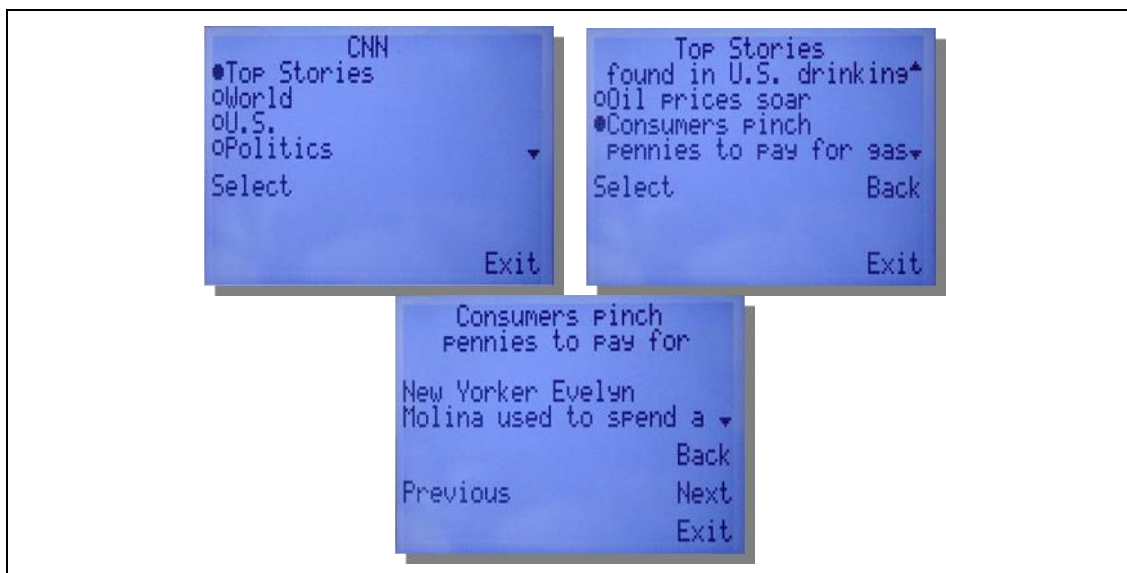 CNN
Top Stories
World
U.S.
Politics
Select
Exit
Top Stories
found in U.S. drinking
Oil prices soar
Consumers pinch
pennies to pay for gas
Select Back
Exit
Consumers pinch
pennies to pay for
New Yorker Evelyn
Molina used to spend a
Back
Previous Next
Exit